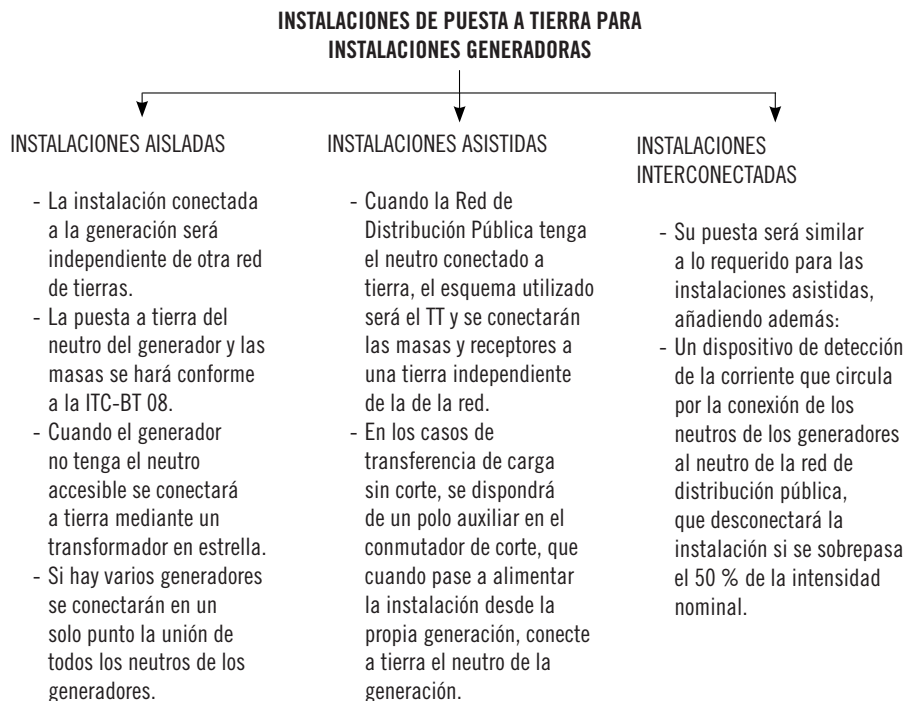 INSTALACIONES DE PUESTA A TIERRA PARA
INSTALACIONES GENERADORAS
INSTALACIONES AISLADAS
- La instalación conectada
a la generación será
independiente de otra red
de tierras.
- La puesta a tierra del
neutro del generador y las
masas se hará conforme
a la ITC-BT 08.
- Cuando el generador
no tenga el neutro
accesible se conectará
a tierra mediante un
transformador en estrella.
- Si hay varios generadores
se conectarán en un
solo punto la unión de
todos los neutros de los
generadores.
INSTALACIONES ASISTIDAS
- Cuando la Red de
Distribución Pública tenga
el neutro conectado a
tierra, el esquema utilizado
será el TT y se conectarán
las masas y receptores a
una tierra independiente
de la de la red.
- En los casos de
transferencia de carga
sin corte, se dispondrá
de un polo auxiliar en el
conmutador de corte, que
cuando pase a alimentar
la instalación desde la
propia generación, conecte
a tierra el neutro de la
generación.
INSTALACIONES
INTERCONECTADAS
- Su puesta será similar
a lo requerido para las
instalaciones asistidas,
añadiendo además:
- Un dispositivo de detección
de la corriente que circula
por la conexión de los
neutros de los generadores
al neutro de la red de
distribución pública,
que desconectará la
instalación si se sobrepasa
el 50 % de la intensidad
nominal.